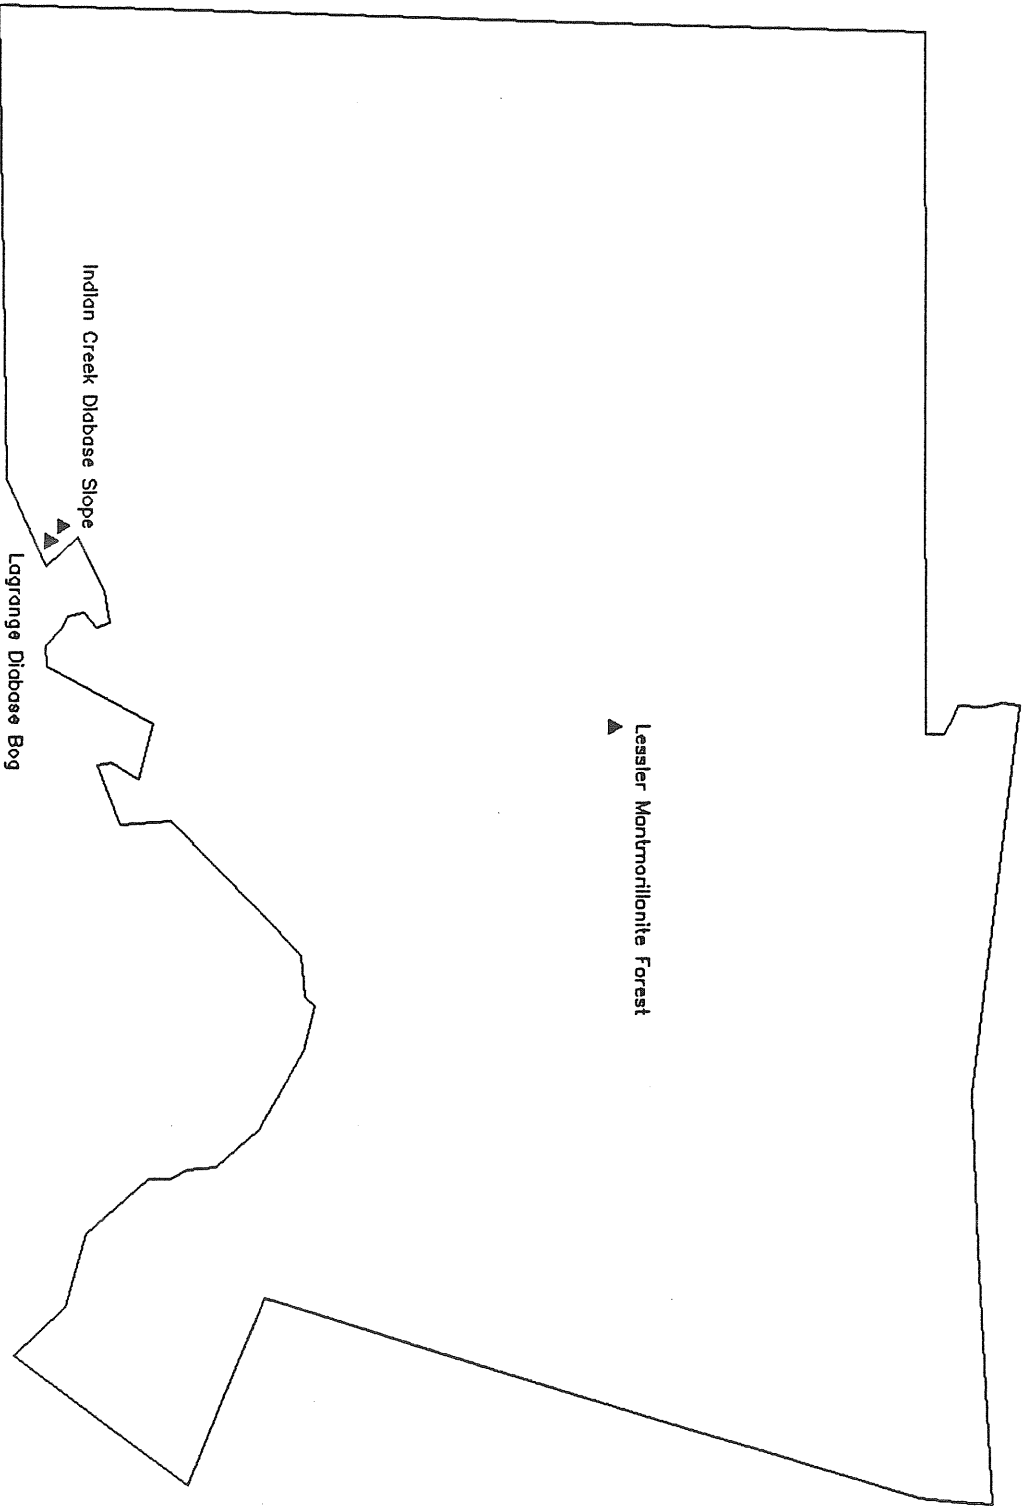 Lessler Montmorillonite Forest
Indian Creek Diabase Slope
Lagrange Diabase Bog